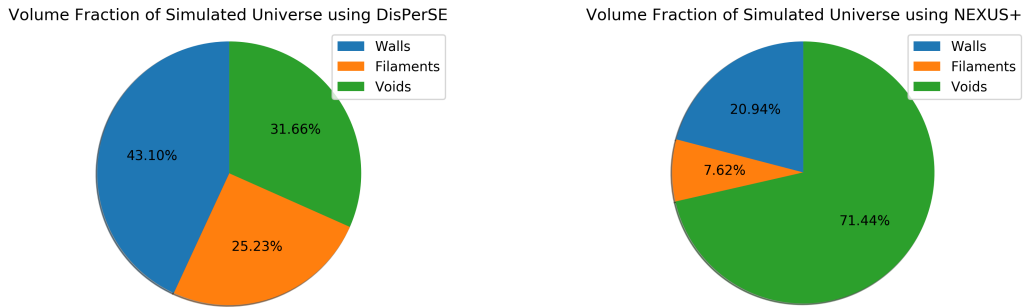 Volume Fraction of Simulated Universe using DisPerSE
Walls
Filaments
Voids
31.66%
43.10%
25.23%
Volume Fraction of Simulated Universe using NEXUS+
Walls
Filaments
Voids
20.94%
7.62%
71.44%